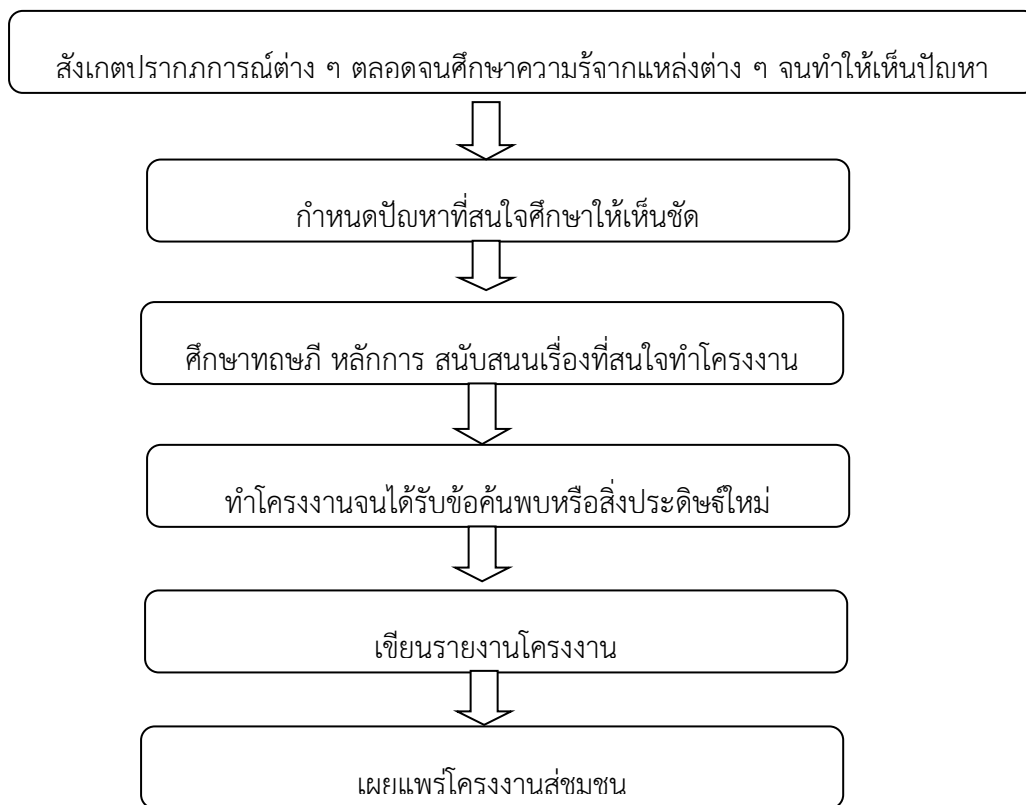 สังเกตปรากฏการณ์ต่าง ๆ ตลอดจนศึกษาความรู้จากแหล่งต่าง ๆ จนทำให้เห็นปัญหา
กำหนดปัญหาที่สนใจศึกษาให้เห็นชัด
ศึกษาทฤษฎี หลักการ สนับสนุนเรื่องที่สนใจทำโครงงาน
ทำโครงงานจนได้รับข้อค้นพบหรือสิ่งประดิษฐ์ใหม่
เขียนรายงานโครงงาน
เผยแพร่โครงงานสู่ชุมชน